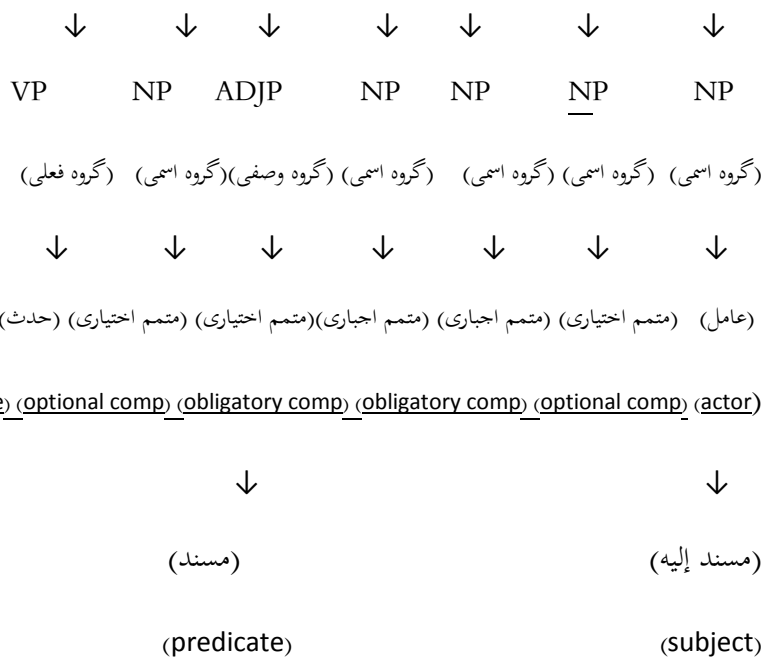 ↓ ↓ ↓ ↓ ↓ ↓ ↓
VP NP ADJP NP NP NP NP
(گروه اسمی) (گروه اسمی) (گروه اسمی) (گروه اسمی) (گروه وصفی)(گروه اسمی) (گروه فعلی)
↓ ↓ ↓ ↓ ↓ ↓ ↓
(عامل) (متمم اختیاری) (متمم اجباری) (متمم اجباری)(متمم اختیاری) (متمم اختیاری) (حدث)
(optional comp) (obligatory comp) (obligatory comp) (optional comp) (actor)
↓ ↓
(مسند إليه) (مسند)
(predicate) (subject)